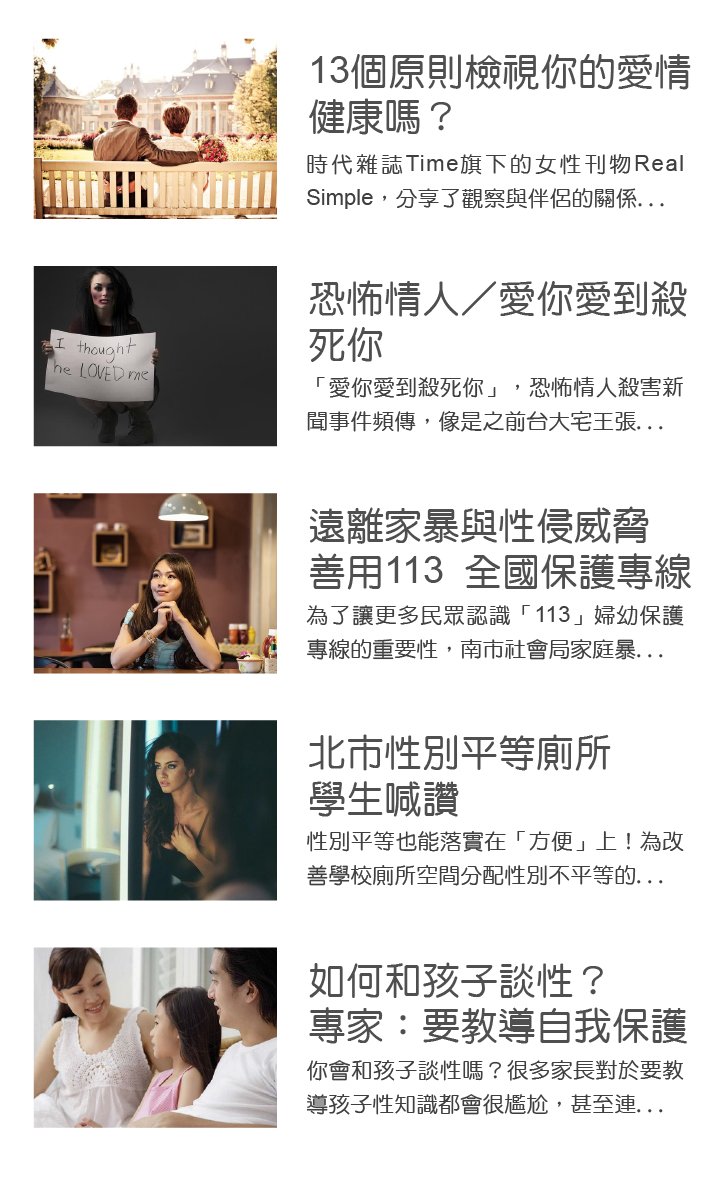 13個原則檢視你的愛情
健康嗎？
時代雜誌Time旗下的女性刊物Real
Simple，分享了觀察與伴侶的關係...
I thought
he LOVED me
恐怖情人／愛你愛到殺
死你
「愛你愛到殺死你」，恐怖情人殺害新
聞事件頻傳，像是之前台大宅王張...
遠離家暴與性侵威脅
善用113 全國保護專線
為了讓更多民眾認識「113」婦幼保護
專線的重要性，南市社會局家庭暴...
北市性別平等廁所
學生喊讚
性別平等也能落實在「方便」上！為改
善學校廁所空間分配性別不平等的...
如何和孩子談性？
專家：要教導自我保護
你會和孩子談性嗎？很多家長對於要教
導孩子性知識都會很尷尬，甚至連...